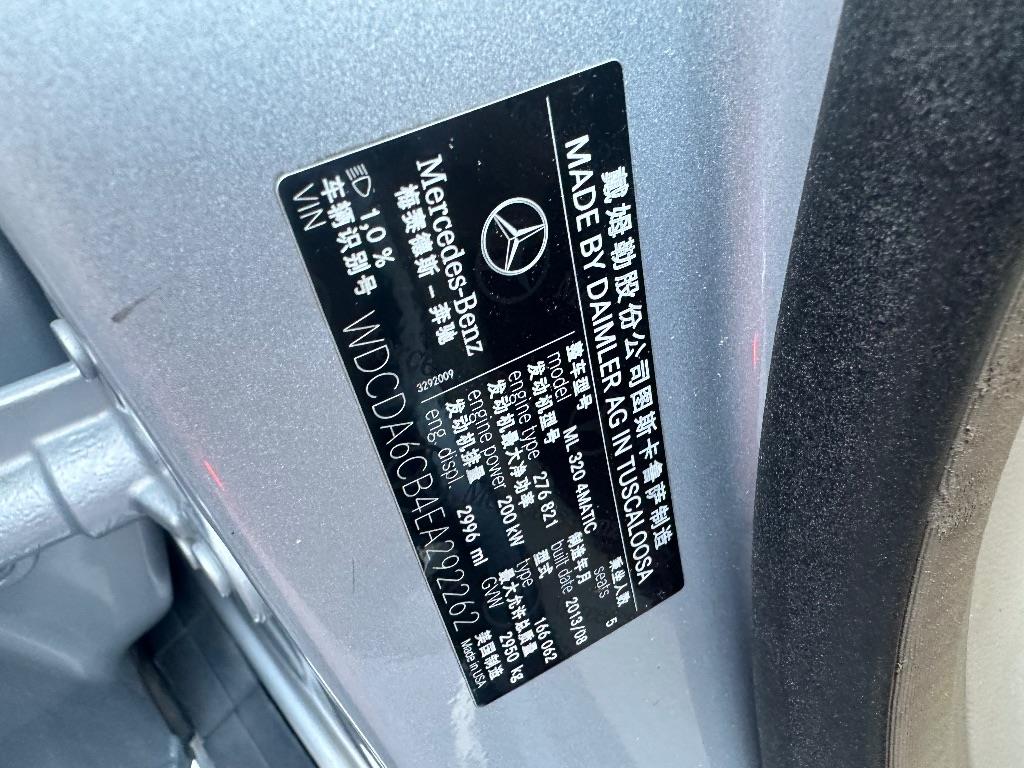 戴姆勒股份公司图斯卡鲁萨制造
MADE BY DAIMLER AG IN TUSCALOOSA
Mercedes-Benz
梅赛德斯-奔驰
整车型号
model ML 320 4MATIC
乘坐人数
seats 5
发动机型号
engine type 276 821
制造年月
built date 2013/08
发动机最大净功率
engine power 200 kW
型式
type 166 062
发动机排量
eng. displ. 2996 ml
最大允许总质量
GVW 2950 kg
3292009
美国制造
Made in USA
1,0 %
车辆识别号
VIN WDCDA6CB4EA292262